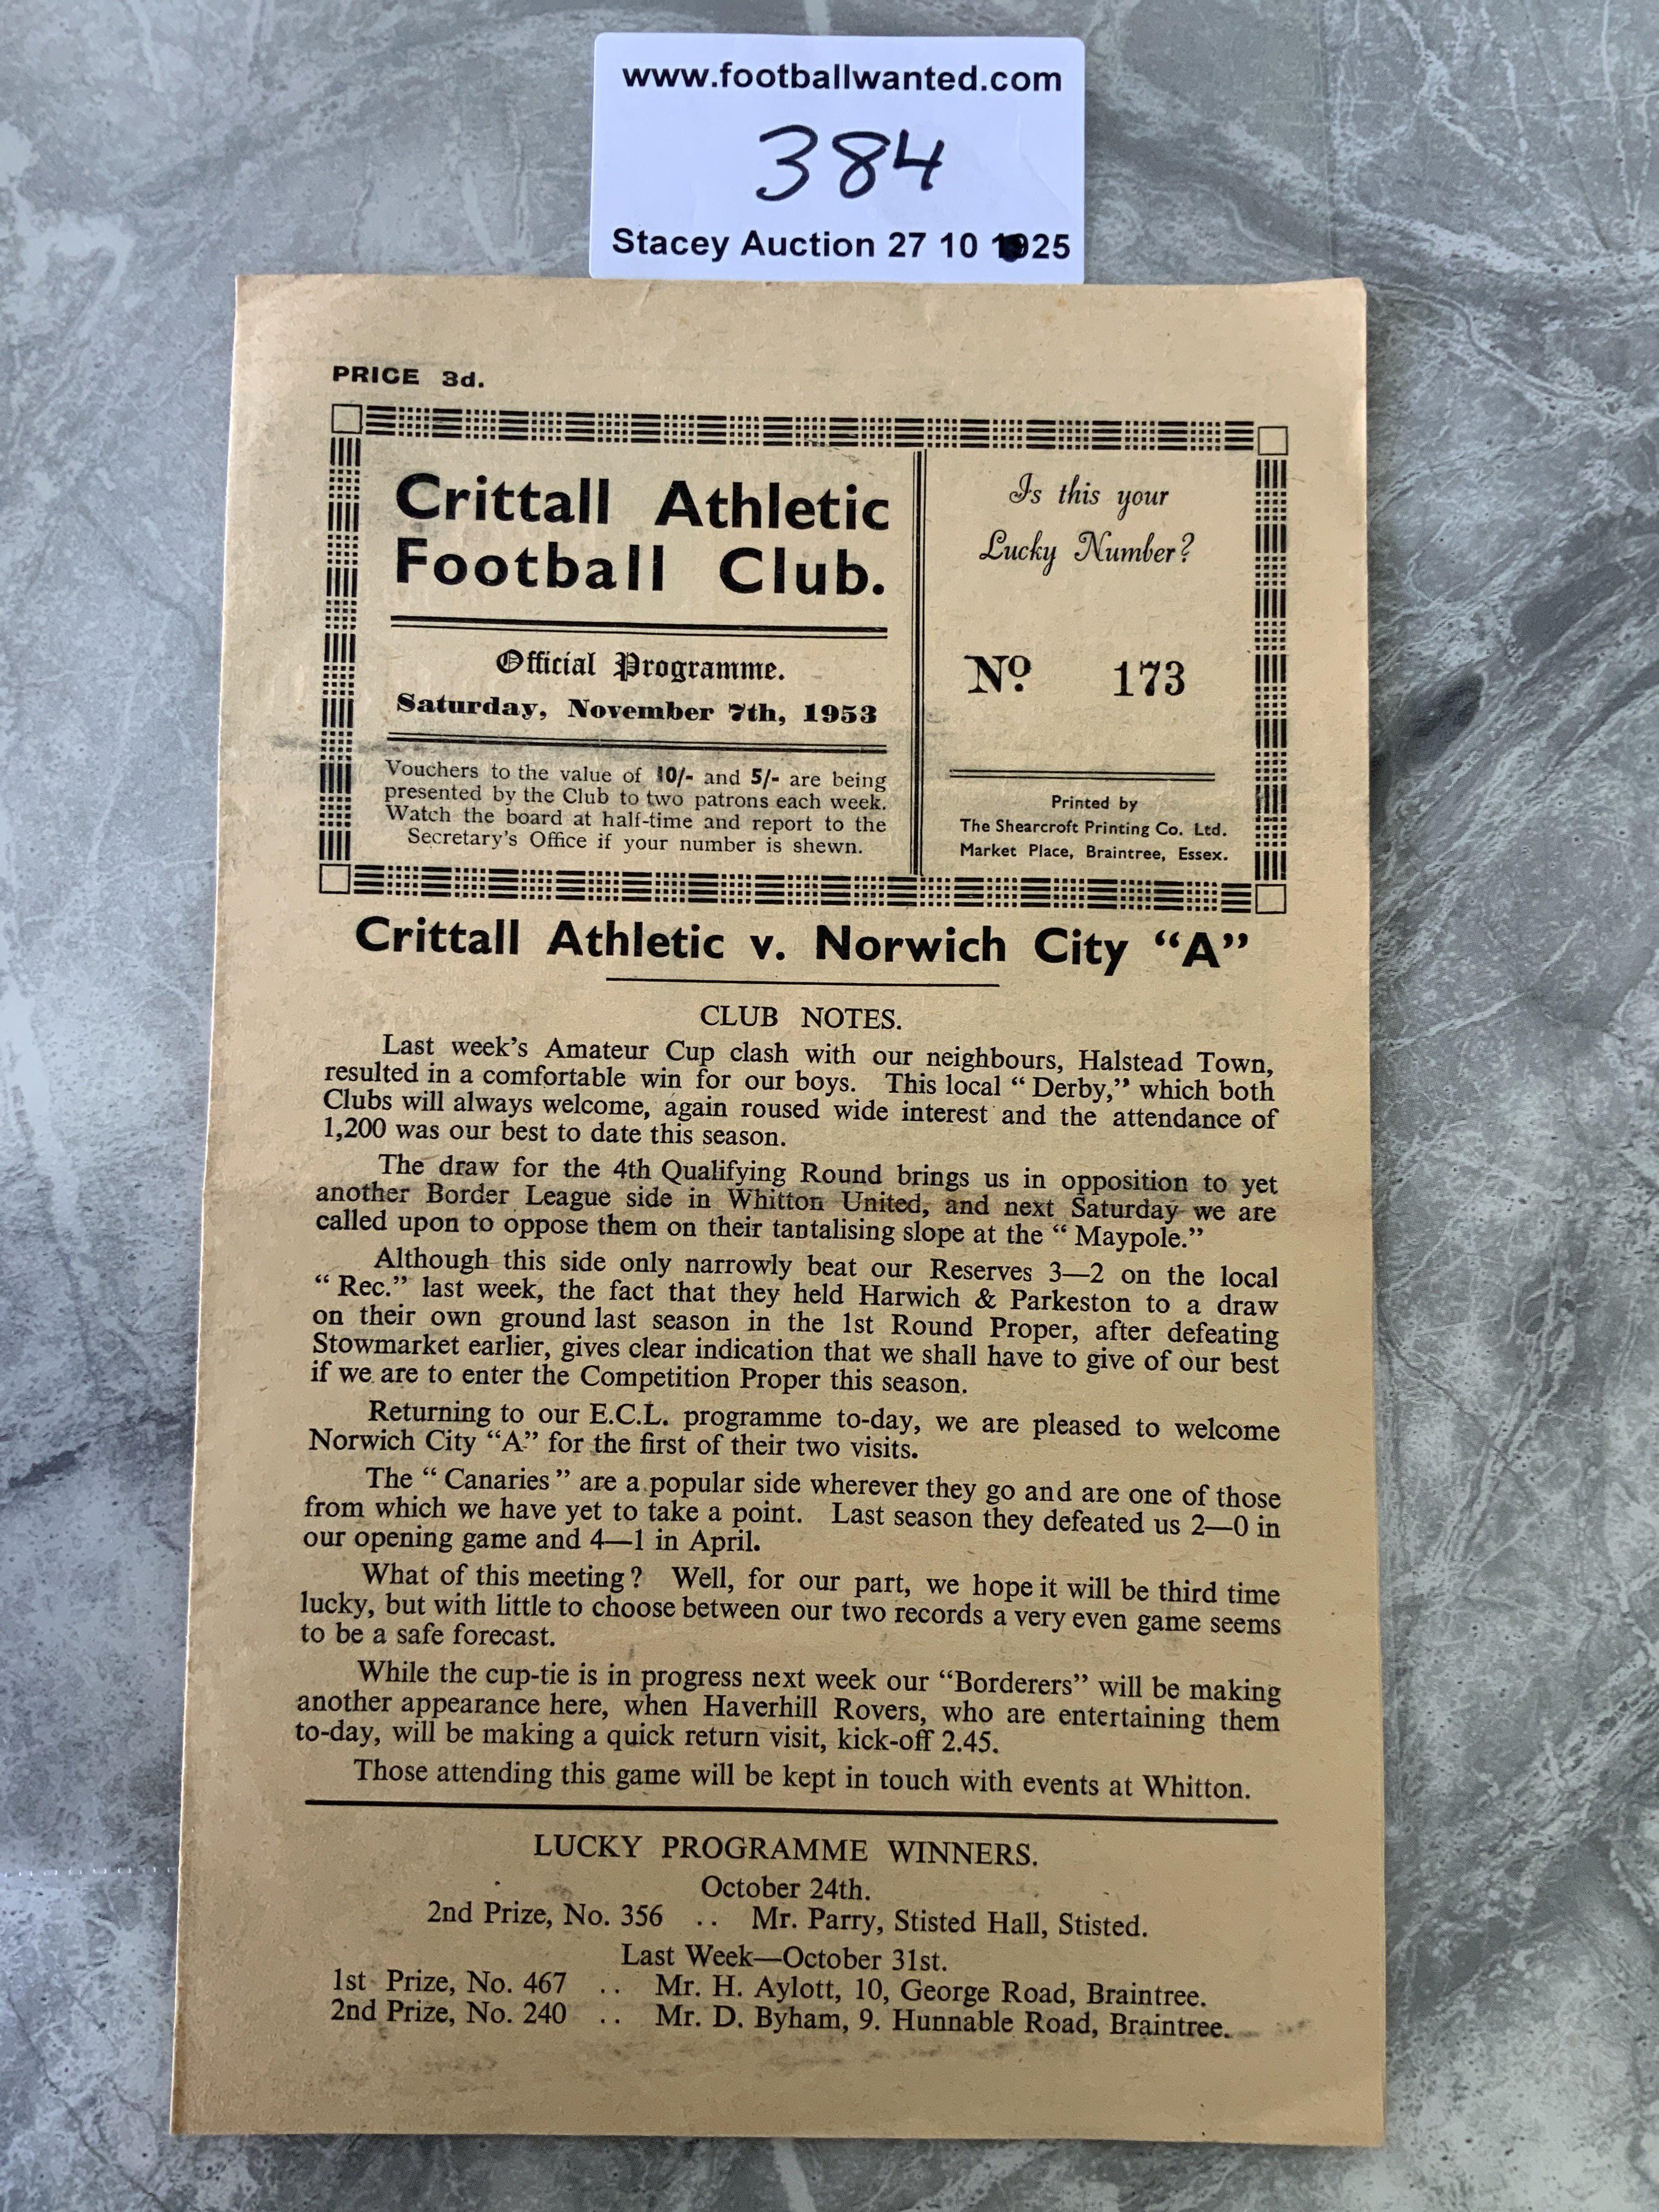 www.footballwanted.com
384
Stacey Auction 27 10 25
PRICE 3d.
Crittall Athletic
Football Club.
Official Programme.
Saturday, November 7th, 1953
Vouchers to the value of 10/- and 5/- are being
presented by the Club to two patrons each week.
Watch the board at half-time and report to the
Secretary's Office if your number is shewn.
Is this your
Lucky Number?
No. 173
Printed by
The Shearcroft Printing Co. Ltd.
Market Place, Braintree, Essex.
Crittall Athletic v. Norwich City "A"
CLUB NOTES.
Last week's Amateur Cup clash with our neighbours, Halstead Town,
resulted in a comfortable win for our boys. This local "Derby," which both
Clubs will always welcome, again roused wide interest and the attendance of
1,200 was our best to date this season.
The draw for the 4th Qualifying Round brings us in opposition to yet
another Border League side in Whitton United, and next Saturday we are
called upon to oppose them on their tantalising slope at the "Maypole."
Although this side only narrowly beat our Reserves 3—2 on the local
"Rec." last week, the fact that they held Harwich & Parkeston to a draw
on their own ground last season in the 1st Round Proper, after defeating
Stowmarket earlier, gives clear indication that we shall have to give of our best
if we are to enter the Competition Proper this season.
Returning to our E.C.L. programme to-day, we are pleased to welcome
Norwich City "A" for the first of their two visits.
The "Canaries" are a popular side wherever they go and are one of those
from which we have yet to take a point. Last season they defeated us 2—0 in
our opening game and 4—1 in April.
What of this meeting? Well, for our part, we hope it will be third time
lucky, but with little to choose between our two records a very even game seems
to be a safe forecast.
While the cup-tie is in progress next week our "Borderers" will be making
another appearance here, when Haverhill Rovers, who are entertaining them
to-day, will be making a quick return visit, kick-off 2.45.
Those attending this game will be kept in touch with events at Whitton.
LUCKY PROGRAMME WINNERS.
October 24th.
2nd Prize, No. 356 .. Mr. Parry, Stisted Hall, Stisted.
Last Week—October 31st.
1st Prize, No. 467 .. Mr. H. Aylott, 10, George Road, Braintree.
2nd Prize, No. 240 .. Mr. D. Byham, 9. Hunnable Road, Braintree.